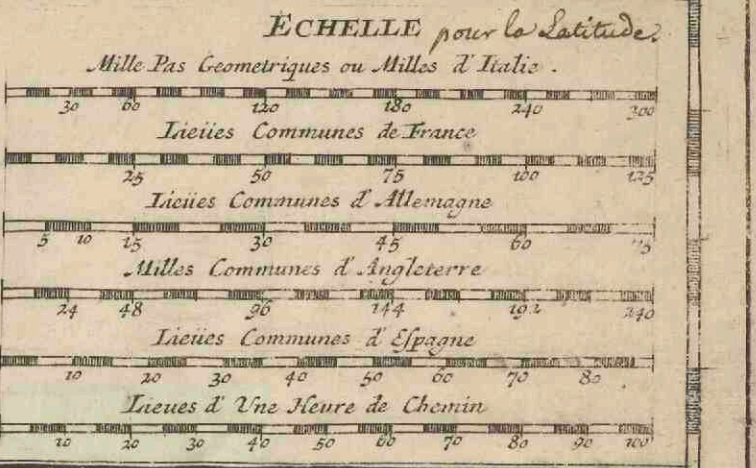 ECHELLE pour la Latitude.
Mille Pas Geometriques ou Milles d'Italie.
30 60 120 180 240 300
Lieües Communes de France
25 50 75 100 125
Lieües Communes d'Allemagne
5 10 15 30 45 60 75
Milles Communes d'Angleterre
24 48 96 144 192 240
Lieües Communes d'Espagne
10 20 30 40 50 60 70 80
Lieues d'Une Heure de Chemin
10 20 30 40 50 60 70 80 90 100